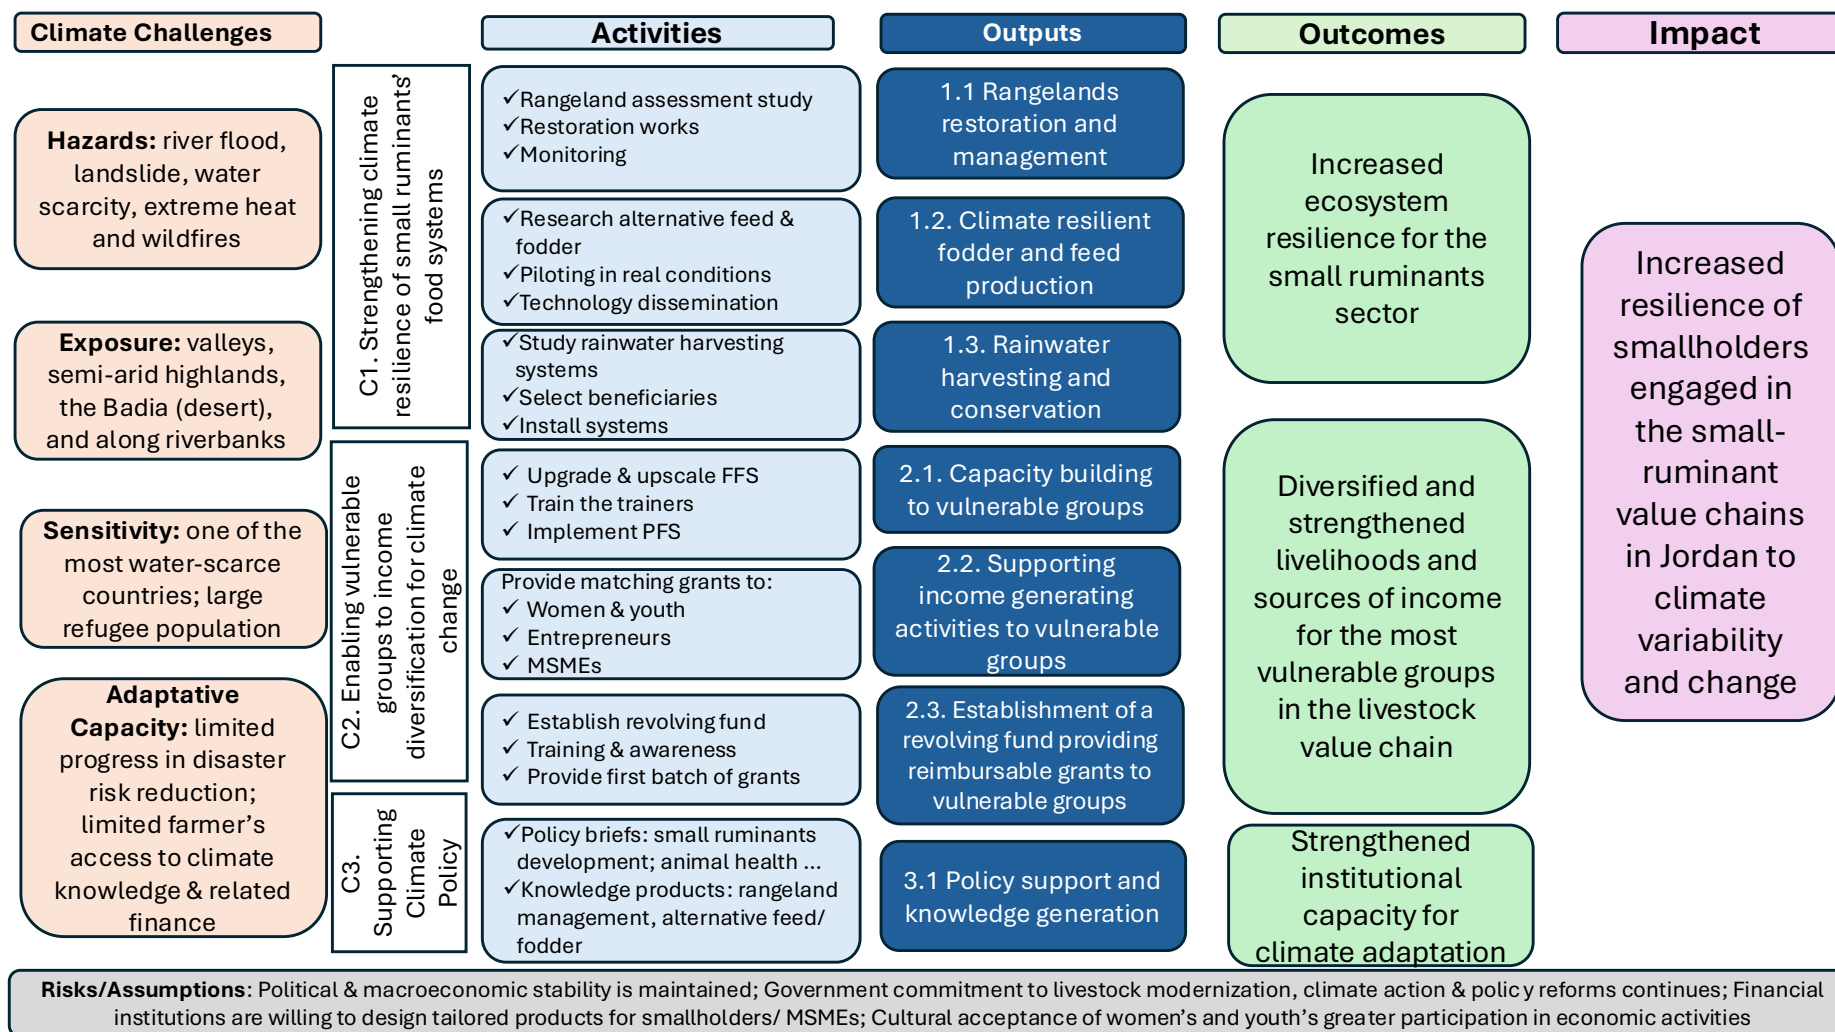 Climate Challenges
Activities
Outputs
Outcomes
Impact
Hazards: river flood,
landslide, water
scarcity, extreme heat
and wildfires
Exposure: valleys,
semi-arid highlands,
the Badia (desert),
and along riverbanks
Sensitivity: one of the
most water-scarce
countries; large
refugee population
Adaptative
Capacity: limited
progress in disaster
risk reduction;
limited farmer’s
access to climate
knowledge & related
finance
C1. Strengthening climate
resilience of small ruminants’
food systems
C2. Enabling vulnerable
groups to income
diversification for climate
change
C3.
Supporting
Climate
Policy
✓Rangeland assessment study
✓Restoration works
✓Monitoring
✓Research alternative feed &
fodder
✓Piloting in real conditions
✓Technology dissemination
✓Study rainwater harvesting
systems
✓Select beneficiaries
✓Install systems
✓ Upgrade & upscale FFS
✓ Train the trainers
✓ Implement PFS
Provide matching grants to:
✓ Women & youth
✓ Entrepreneurs
✓ MSMEs
✓ Establish revolving fund
✓ Training & awareness
✓ Provide first batch of grants
✓Policy briefs: small ruminants
development; animal health ...
✓Knowledge products: rangeland
management, alternative feed/
fodder
1.1 Rangelands
restoration and
management
1.2. Climate resilient
fodder and feed
production
1.3. Rainwater
harvesting and
conservation
2.1. Capacity building
to vulnerable groups
2.2. Supporting
income generating
activities to vulnerable
groups
2.3. Establishment of a
revolving fund providing
reimbursable grants to
vulnerable groups
3.1 Policy support and
knowledge generation
Increased
ecosystem
resilience for the
small ruminants
sector
Diversified and
strengthened
livelihoods and
sources of income
for the most
vulnerable groups
in the livestock
value chain
Strengthened
institutional
capacity for
climate adaptation
Increased
resilience of
smallholders
engaged in
the small-
ruminant
value chains
in Jordan to
climate
variability
and change
Risks/Assumptions: Political & macroeconomic stability is maintained; Government commitment to livestock modernization, climate action & policy reforms continues; Financial
institutions are willing to design tailored products for smallholders/ MSMEs; Cultural acceptance of women’s and youth’s greater participation in economic activities